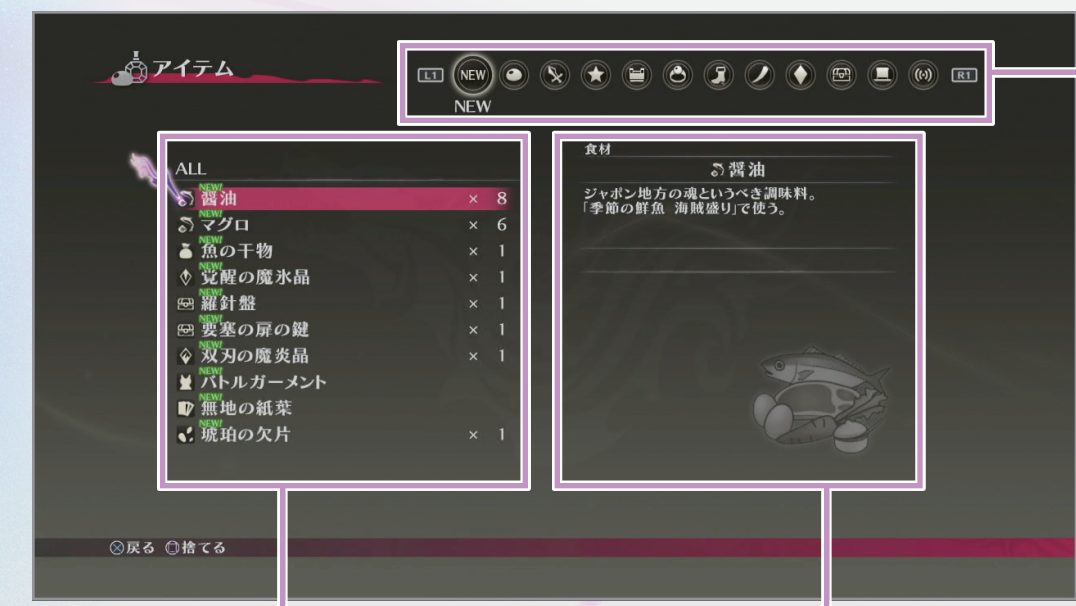 アイテム
L1 NEW R1
NEW
ALL
NEW! 醤油 × 8
NEW! マグロ × 6
NEW! 魚の干物 × 1
NEW! 覚醒の魔氷晶 × 1
NEW! 羅針盤 × 1
NEW! 要塞の扉の鍵 × 1
NEW! 双刃の魔炎晶 × 1
NEW! バトルガーメント
NEW! 無地の紙葉
NEW! 琥珀の欠片 × 1
食材
醤油
ジャポン地方の魂というべき調味料。
「季節の鮮魚 海賊盛り」で使う。
戻る 捨てる